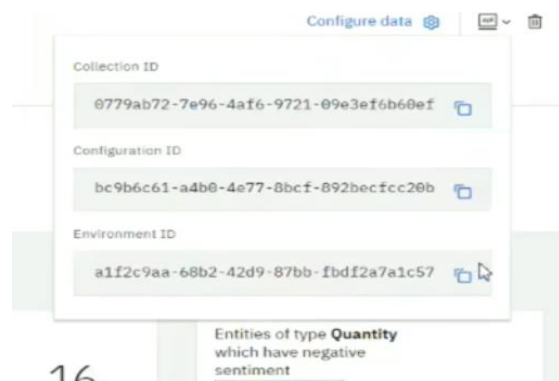 Configure data
Collection ID
0779ab72-7e96-4af6-9721-09e3ef6b60ef
Configuration ID
bc9b6c61-a4b0-4e77-8bcf-892becfcc20b
Environment ID
a1f2c9aa-68b2-42d9-87bb-fbdf2a7a1c57
Entities of type Quantity
which have negative
sentiment
16